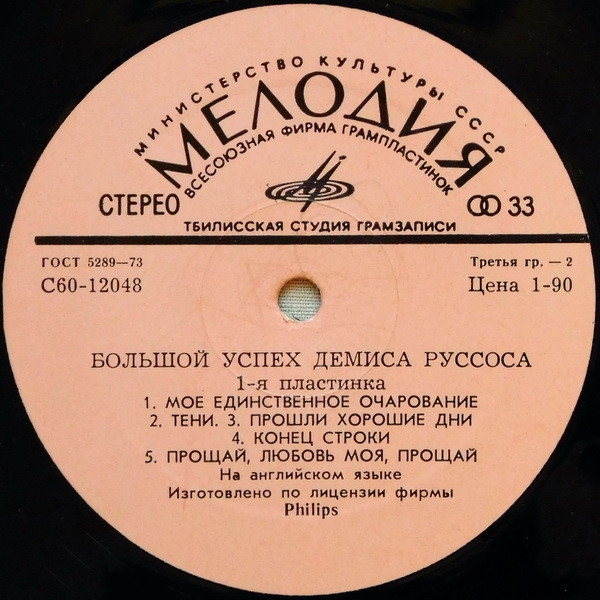 МИНИСТЕРСТВО КУЛЬТУРЫ СССР
МЕЛОДИЯ
ВСЕСОЮЗНАЯ ФИРМА ГРАМПЛАСТИНОК
СТЕРЕО 33
ТБИЛИССКАЯ СТУДИЯ ГРАМЗАПИСИ
ГОСТ 5289—73 Третья гр. — 2
С60-12048 Цена 1-90
БОЛЬШОЙ УСПЕХ ДЕМИСА РУССОСА
1-я пластинка
1. МОЕ ЕДИНСТВЕННОЕ ОЧАРОВАНИЕ
2. ТЕНИ. 3. ПРОШЛИ ХОРОШИЕ ДНИ
4. КОНЕЦ СТРОКИ
5. ПРОЩАЙ, ЛЮБОВЬ МОЯ, ПРОЩАЙ
На английском языке
Изготовлено по лицензии фирмы
Philips